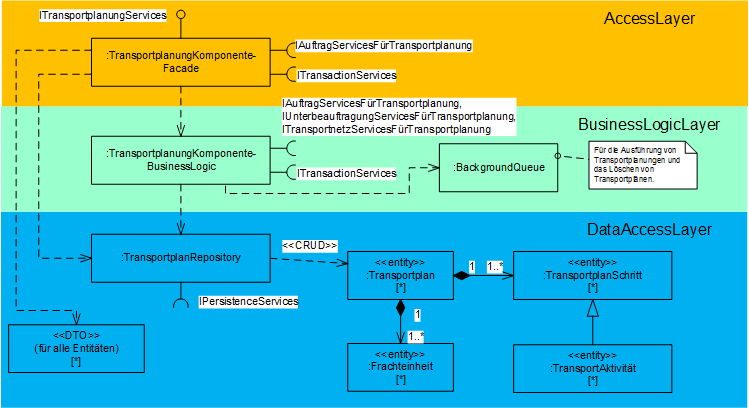 ITransportplanungServices
AccessLayer
:TransportplanungKomponente-
Facade
IAuftragServicesFürTransportplanung
ITransactionServices
IAuftragServicesFürTransportplanung,
IUnterbeauftragungServicesFürTransportplanung,
ITransportnetzServicesFürTransportplanung
BusinessLogicLayer
:TransportplanungKomponente-
BusinessLogic
ITransactionServices
:BackgroundQueue
Für die Ausführung von
Transportplanungen und
das Löschen von
Transportplänen.
DataAccessLayer
:TransportplanRepository
<<CRUD>>
IPersistenceServices
<<entity>>
:Transportplan
[*]
1
1..*
<<entity>>
:TransportplanSchritt
[*]
1
1..*
<<DTO>>
(für alle Entitäten)
[*]
<<entity>>
:Frachteinheit
[*]
<<entity>>
:TransportAktivität
[*]